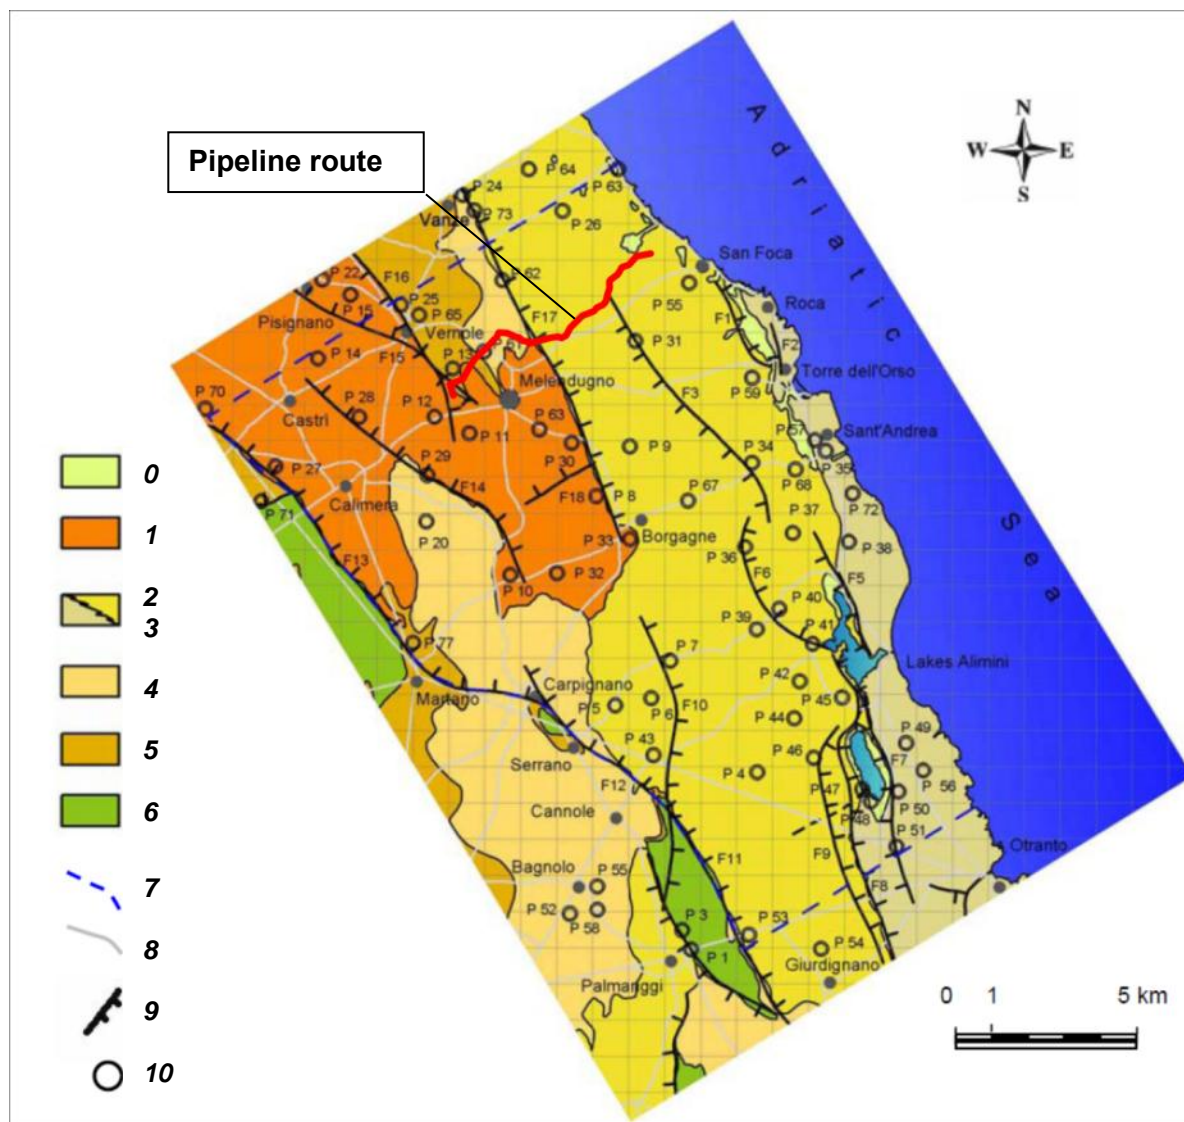 Pipeline route
Adriatic Sea
N
W E
S
P 24
P 64
P 63
Vanze
P 73
P 26
San Foca
P 22
F16
P 62
P 15
P 25
P 55
Roca
Pisignano
P 65
F17
F1
Vernole
P 31
F2
P 14
F15
P 13
P 61
Torre dell'Orso
P 70
Castrì
P 28
P 12
Melendugno
F3
P 59
P 11
P 63
P 57
Sant'Andrea
P 27
P 29
P 30
P 9
P 34
P 35
P 68
0
Calimera
F14
F18
P 8
P 67
P 72
P 71
P 20
P 37
1
P 33
Borgagne
P 38
F13
P 36
P 10
P 32
F6
F5
2
P 40
3
P 39
P 41
P 77
P 7
Lakes Alimini
4
Martano
Carpignano
P 42
P 45
P 5
P 6
F10
P 44
5
Serrano
P 43
P 46
P 49
F7
P 4
P 56
6
F12
P 47
P 50
Cannole
P 48
P 51
Otranto
F9
Bagnolo
P 55
F11
F8
7
P 52
P 58
P 3
P 53
8
P 1
P 54
Palmariggi
Giurdignano
9
0 1 5 km
10